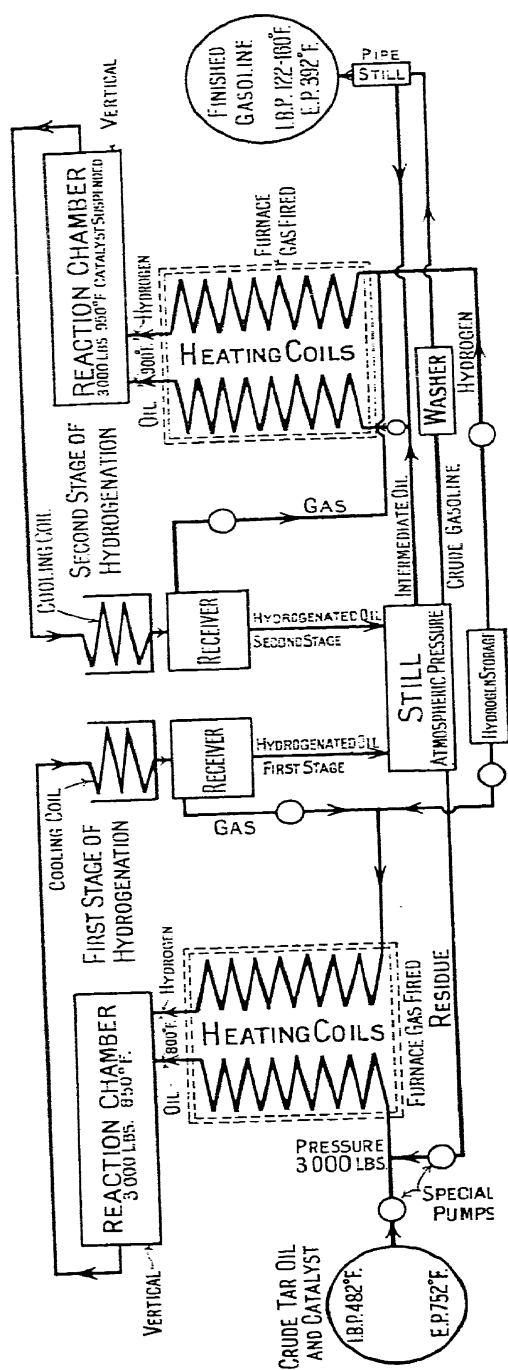 CRUDE TAR OIL
AND CATALYST
I.B.P. 482°F.
E.P. 752°F.
SPECIAL
PUMPS
PRESSURE
3000 LBS.
VERTICAL
REACTION CHAMBER
3000 LBS. 850°F.
OIL
800°F.
HYDROGEN
HEATING COILS
FURNACE GAS FIRED
RESIDUE
FIRST STAGE OF
HYDROGENATION
COOLING COIL
RECEIVER
GAS
HYDROGENATED OIL
FIRST STAGE
STILL
ATMOSPHERIC PRESSURE
HYDROGEN STORAGE
SECOND STAGE OF
HYDROGENATION
COOLING COIL
RECEIVER
GAS
HYDROGENATED OIL
SECOND STAGE
INTERMEDIATE OIL
CRUDE GASOLINE
WASHER
HYDROGEN
REACTION CHAMBER
3000 LBS CATALYST SUSPENDED
VERTICAL
OIL
900°F.
HYDROGEN
HEATING COILS
FURNACE
GAS FIRED
PIPE
STILL
FINISHED
GASOLINE
I.B.P. 122-160°F.
E.P. 392°F.